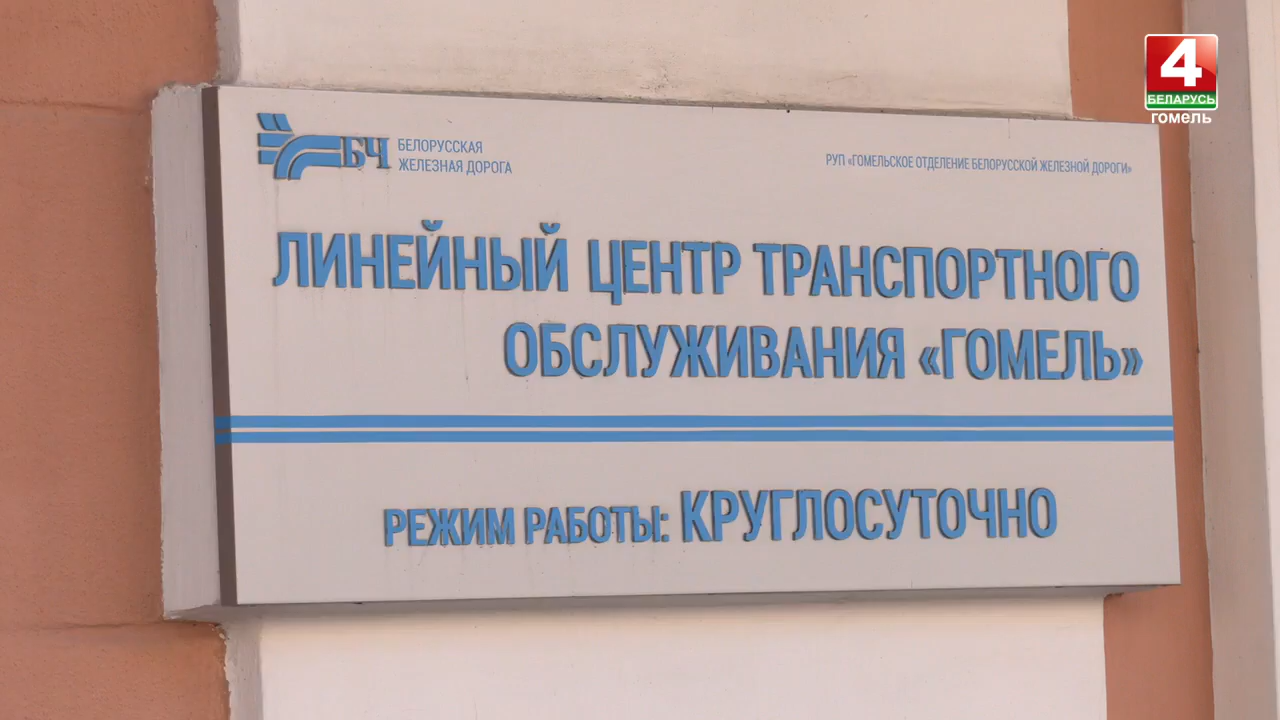 4
БЕЛАРУСЬ
гомель
БЧ
БЕЛОРУССКАЯ
ЖЕЛЕЗНАЯ ДОРОГА
РУП «ГОМЕЛЬСКОЕ ОТДЕЛЕНИЕ БЕЛОРУССКОЙ ЖЕЛЕЗНОЙ ДОРОГИ»
ЛИНЕЙНЫЙ ЦЕНТР ТРАНСПОРТНОГО
ОБСЛУЖИВАНИЯ «ГОМЕЛЬ»
РЕЖИМ РАБОТЫ: КРУГЛОСУТОЧНО